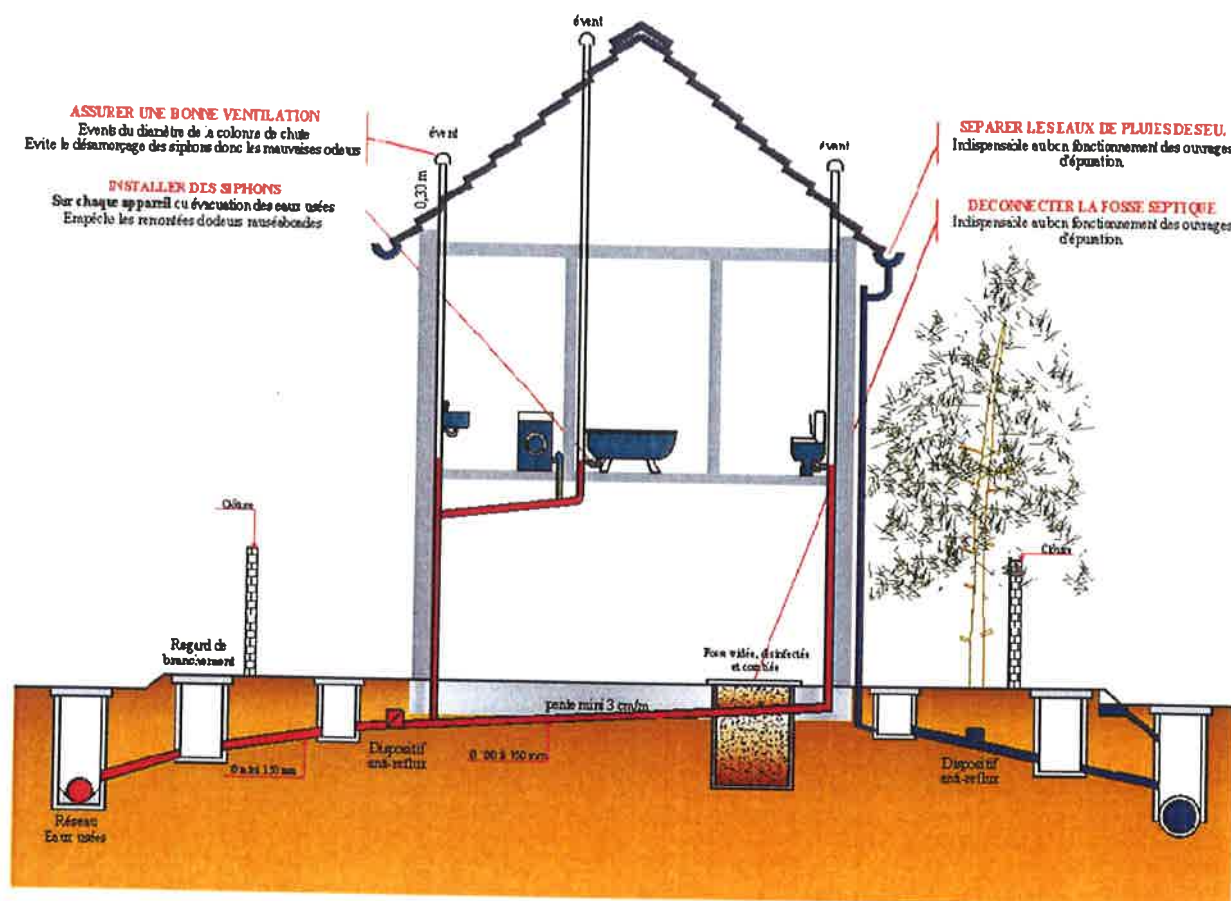 évent
ASSURER UNE BONNE VENTILATION
Events du diamètre de la colonne de chute
Evite le désamorçage des siphons donc les mauvaises odeurs
évent
0,30 m
INSTALLER DES SIPHONS
Sur chaque appareil ou évacuation des eaux usées
Empêche les remontées d'odeurs nauséabondes
évent
SEPARER LES EAUX DE PLUIES DES EU.
Indispensable au bon fonctionnement des ouvrages
d'épuration
DECONNECTER LA FOSSE SEPTIQUE
Indispensable au bon fonctionnement des ouvrages
d'épuration
Clôture
Clôture
Regard de
branchement
Fosse vidée, désinfectée
et comblée
pente mini 3 cm/m
Dispositif
anti-reflux
150 mm
Dispositif
anti-reflux
Réseau
Eaux usées